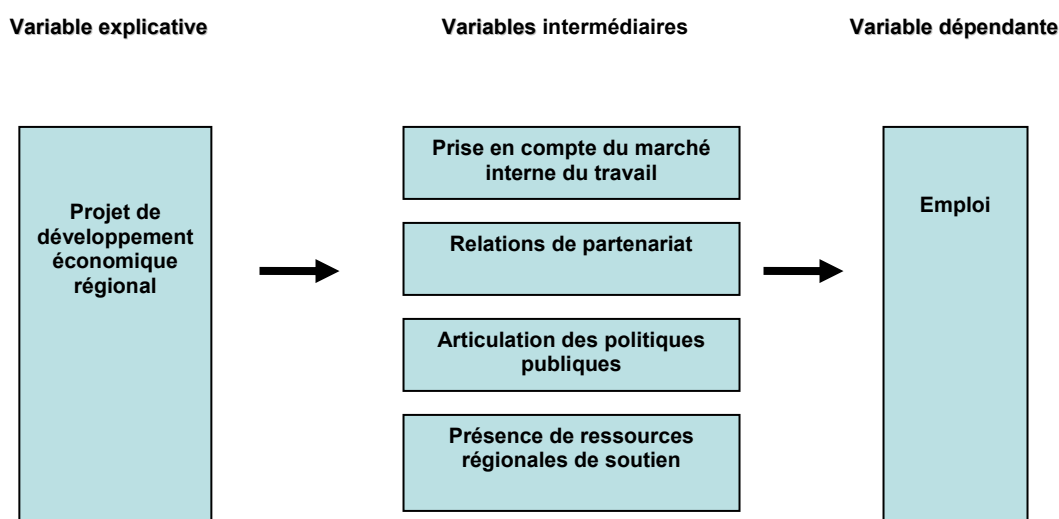 Variable explicative
Variables intermédiaires
Variable dépendante
Projet de
développement
économique
régional
Prise en compte du marché
interne du travail
Relations de partenariat
Articulation des politiques
publiques
Présence de ressources
régionales de soutien
Emploi